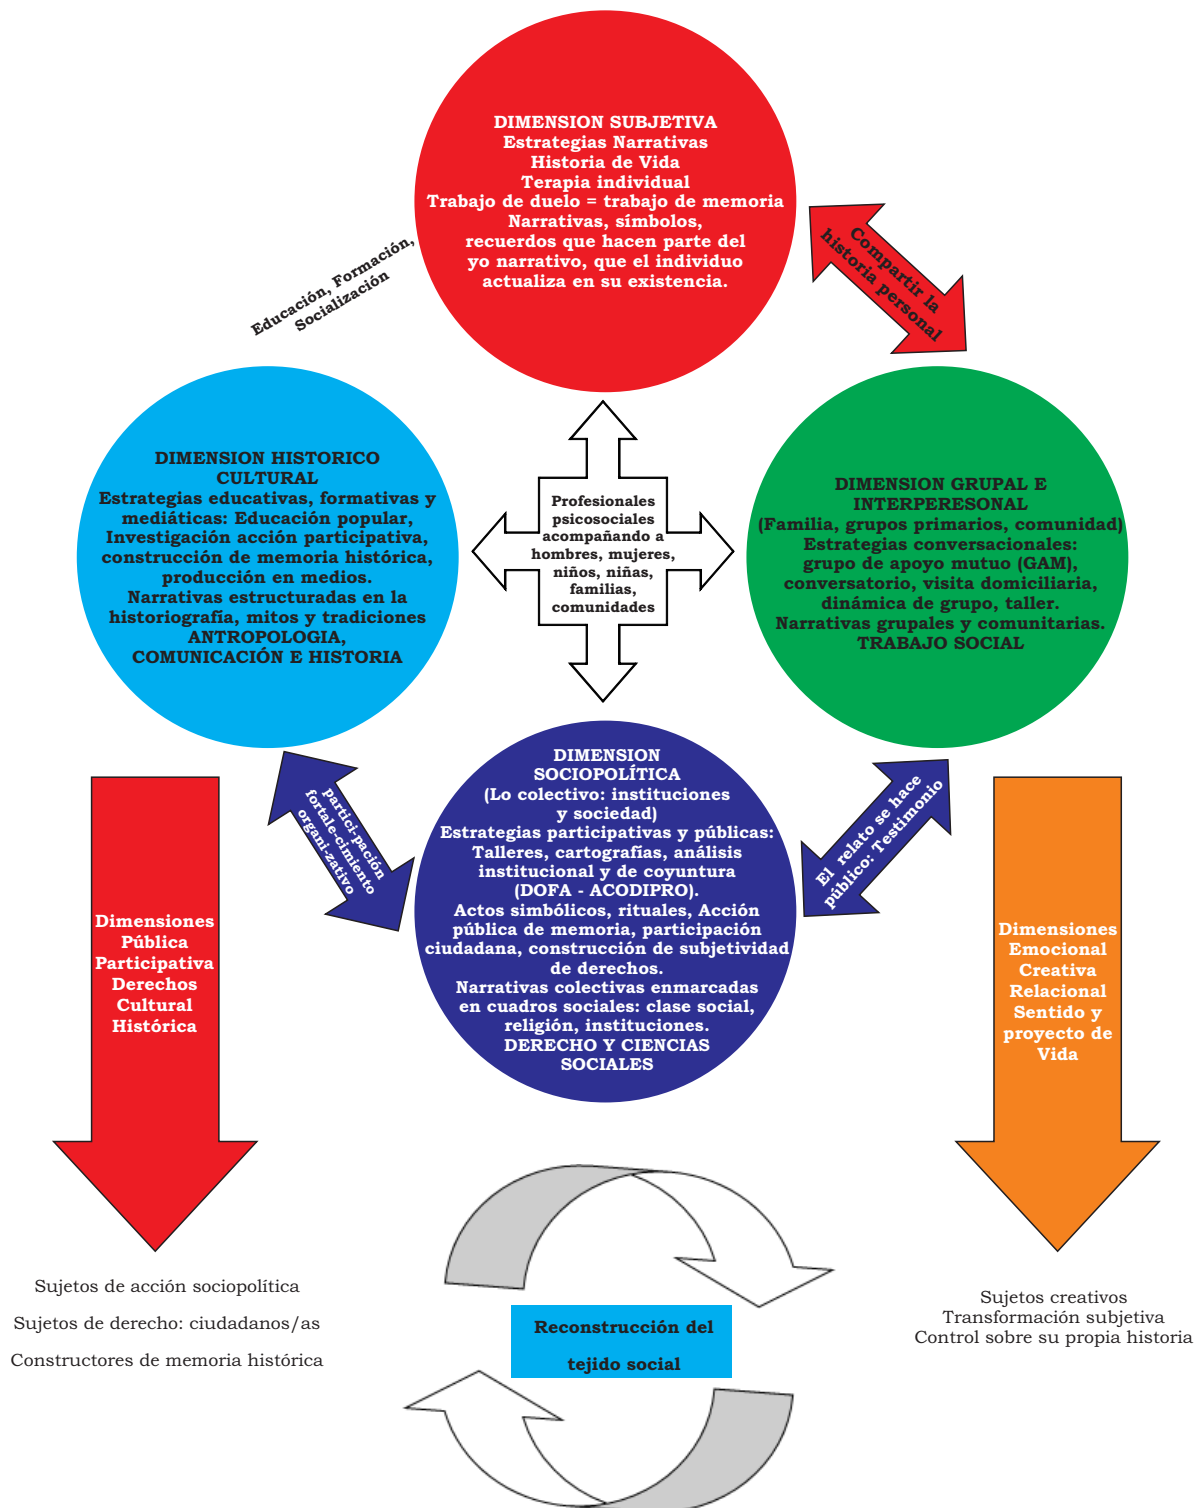 DIMENSION SUBJETIVA
Estrategias Narrativas
Historia de Vida
Terapia individual
Trabajo de duelo = trabajo de memoria
Narrativas, símbolos,
recuerdos que hacen parte del
yo narrativo, que el individuo
actualiza en su existencia.
Educación, Formación,
Socialización
Compartir la
historia personal
DIMENSION HISTORICO
CULTURAL
Estrategias educativas, formativas y
mediáticas: Educación popular,
Investigación acción participativa,
construcción de memoria histórica,
producción en medios.
Narrativas estructuradas en la
historiografía, mitos y tradiciones
ANTROPOLOGIA,
COMUNICACIÓN E HISTORIA
Profesionales
psicosociales
acompañando a
hombres, mujeres,
niños, niñas,
familias,
comunidades
DIMENSION GRUPAL E
INTERPERESONAL
(Familia, grupos primarios, comunidad)
Estrategias conversacionales:
grupo de apoyo mutuo (GAM),
conversatorio, visita domiciliaria,
dinámica de grupo, taller.
Narrativas grupales y comunitarias.
TRABAJO SOCIAL
partici-pación
fortale-cimiento
organi-zativo
DIMENSION
SOCIOPOLÍTICA
(Lo colectivo: instituciones
y sociedad)
Estrategias participativas y públicas:
Talleres, cartografías, análisis
institucional y de coyuntura
(DOFA - ACODIPRO).
Actos simbólicos, rituales, Acción
pública de memoria, participación
ciudadana, construcción de subjetividad
de derechos.
Narrativas colectivas enmarcadas
en cuadros sociales: clase social,
religión, instituciones.
DERECHO Y CIENCIAS
SOCIALES
El relato se hace
público: Testimonio
Dimensiones
Pública
Participativa
Derechos
Cultural
Histórica
Dimensiones
Emocional
Creativa
Relacional
Sentido y
proyecto de
Vida
Sujetos de acción sociopolítica
Sujetos de derecho: ciudadanos/as
Constructores de memoria histórica
Reconstrucción del
tejido social
Sujetos creativos
Transformación subjetiva
Control sobre su propia historia